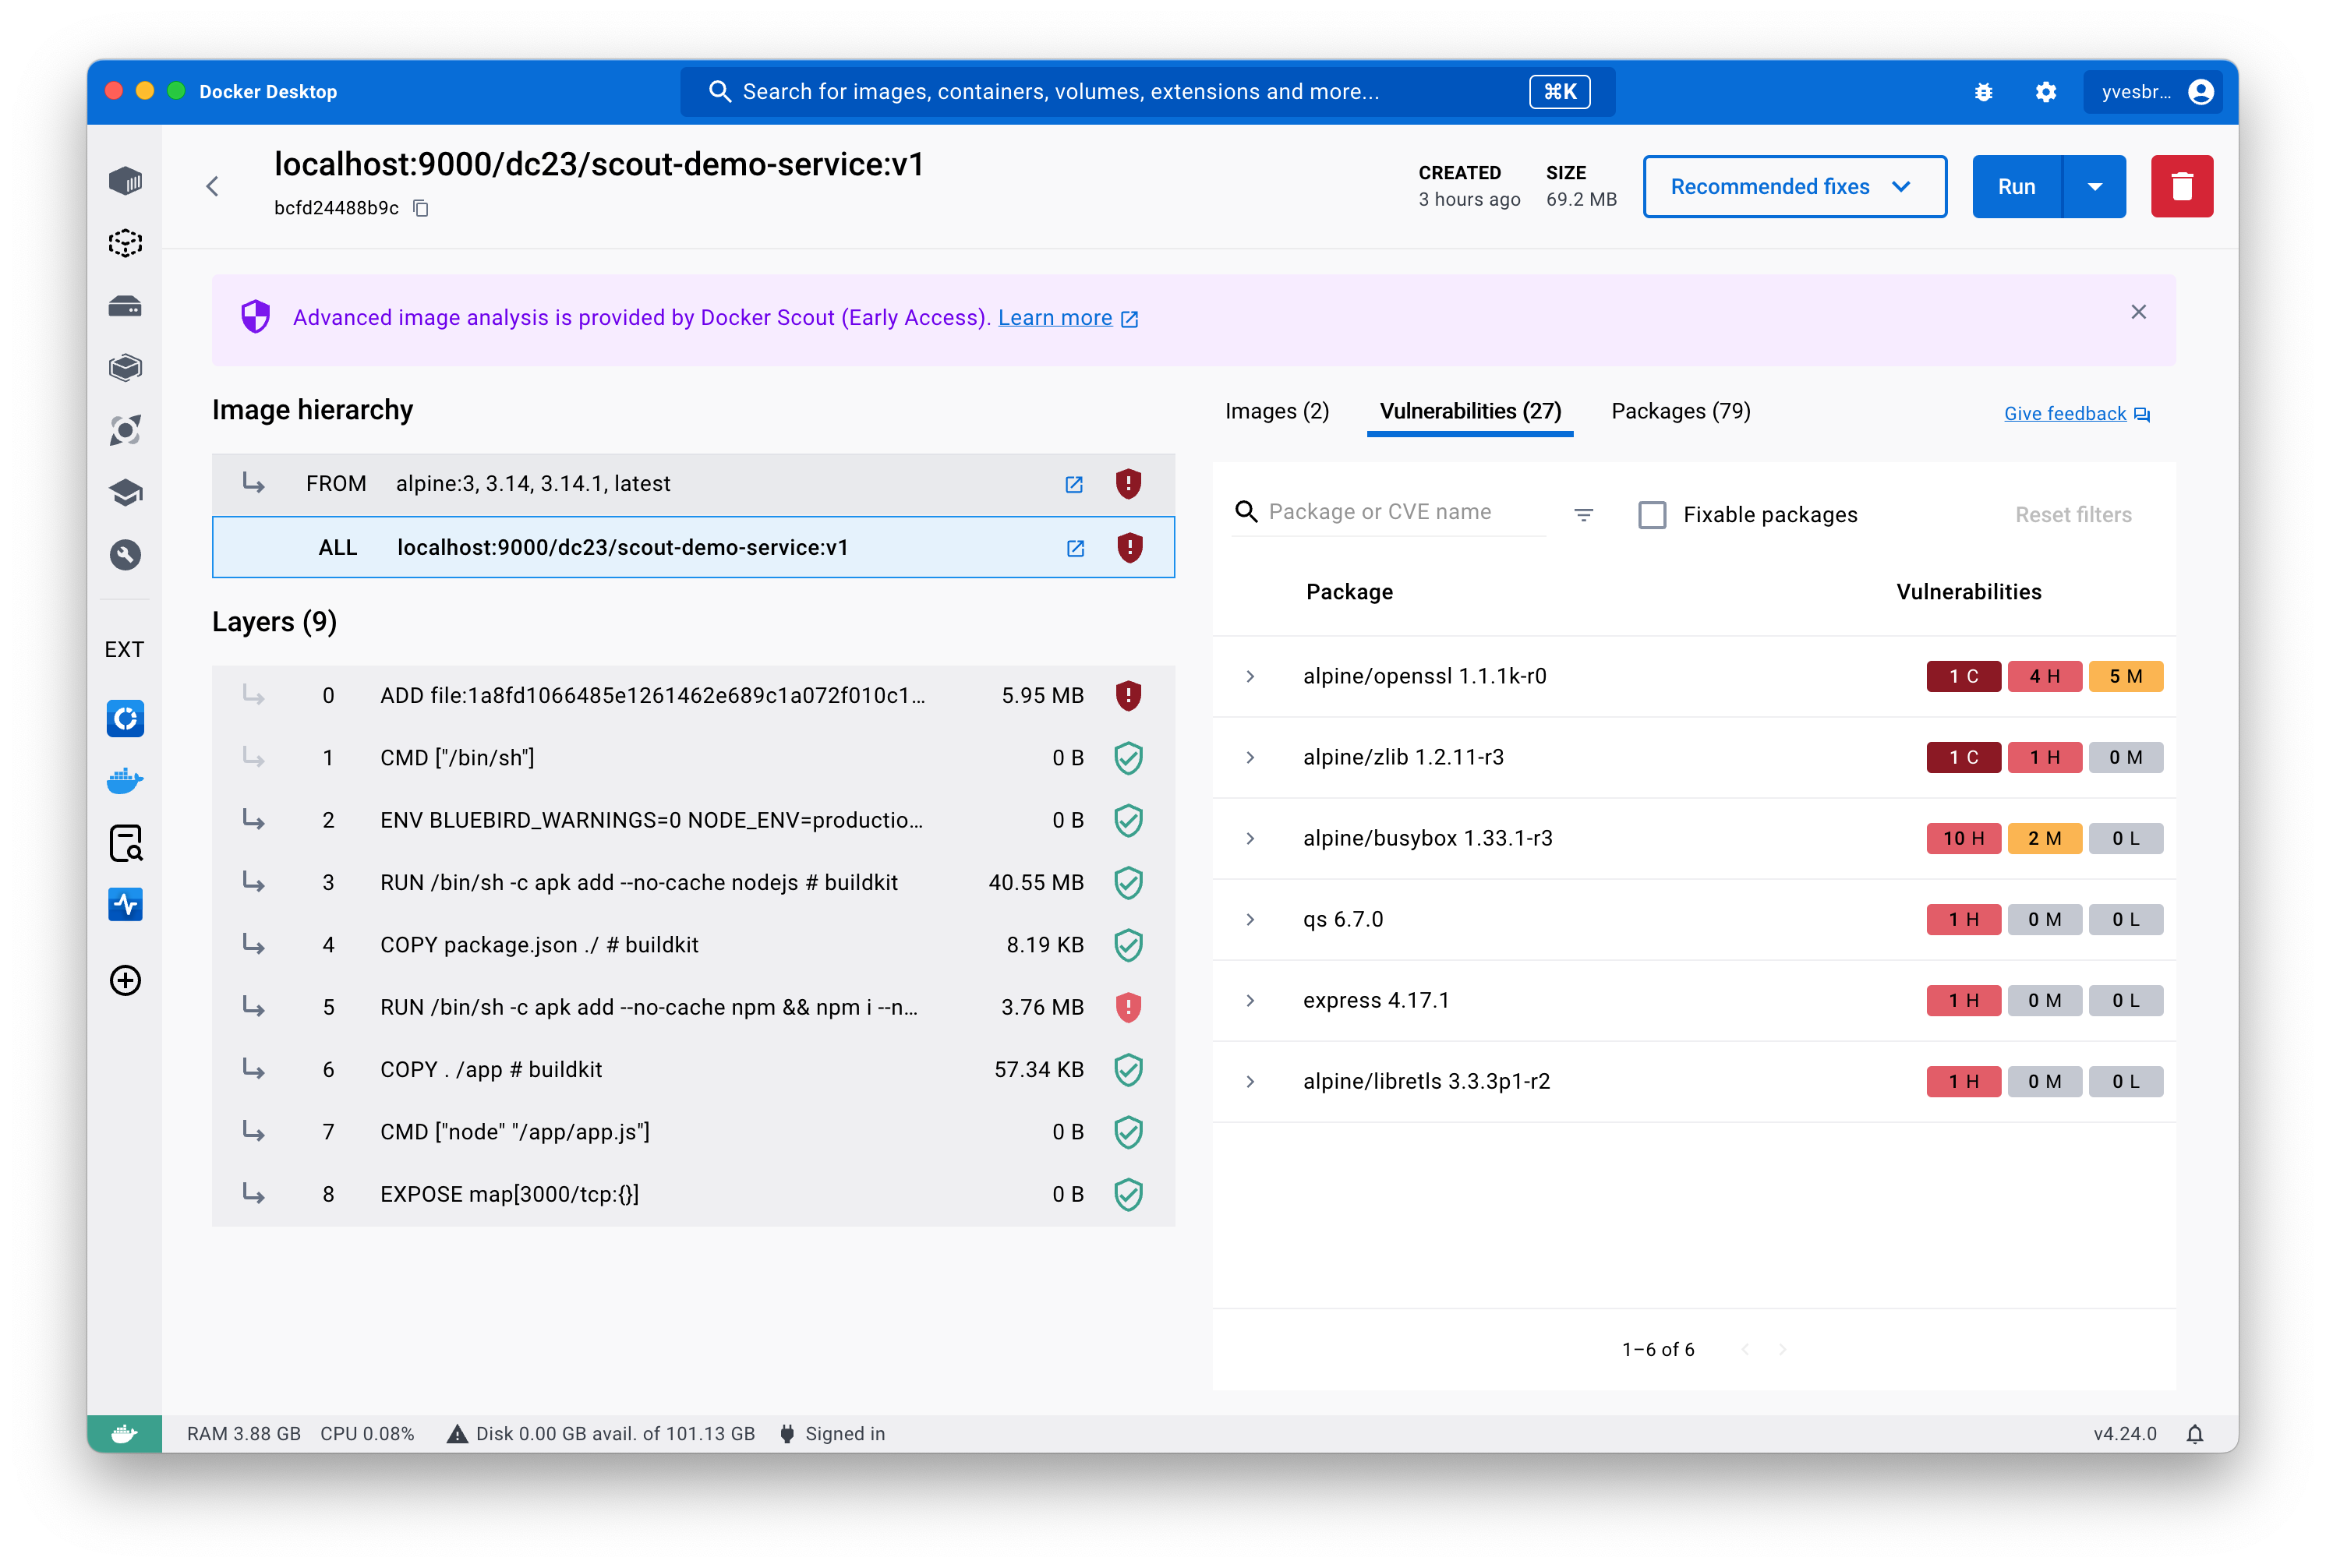 Docker Desktop
Search for images, containers, volumes, extensions and more...
⌘K
yvesbr...
localhost:9000/dc23/scout-demo-service:v1
bcfd24488b9c
CREATED
3 hours ago
SIZE
69.2 MB
Recommended fixes
Run
Advanced image analysis is provided by Docker Scout (Early Access). Learn more
Image hierarchy
FROM alpine:3, 3.14, 3.14.1, latest
ALL localhost:9000/dc23/scout-demo-service:v1
Layers (9)
0 ADD file:1a8fd1066485e1261462e689c1a072f010c1... 5.95 MB
1 CMD ["/bin/sh"] 0 B
2 ENV BLUEBIRD_WARNINGS=0 NODE_ENV=productio... 0 B
3 RUN /bin/sh -c apk add --no-cache nodejs # buildkit 40.55 MB
4 COPY package.json ./ # buildkit 8.19 KB
5 RUN /bin/sh -c apk add --no-cache npm && npm i --n... 3.76 MB
6 COPY . /app # buildkit 57.34 KB
7 CMD ["node" "/app/app.js"] 0 B
8 EXPOSE map[3000/tcp:{}] 0 B
EXT
Images (2)
Vulnerabilities (27)
Packages (79)
Give feedback
Package or CVE name
Fixable packages
Reset filters
Package Vulnerabilities
alpine/openssl 1.1.1k-r0 1 C 4 H 5 M
alpine/zlib 1.2.11-r3 1 C 1 H 0 M
alpine/busybox 1.33.1-r3 10 H 2 M 0 L
qs 6.7.0 1 H 0 M 0 L
express 4.17.1 1 H 0 M 0 L
alpine/libretls 3.3.3p1-r2 1 H 0 M 0 L
1–6 of 6
RAM 3.88 GB CPU 0.08% Disk 0.00 GB avail. of 101.13 GB Signed in
v4.24.0